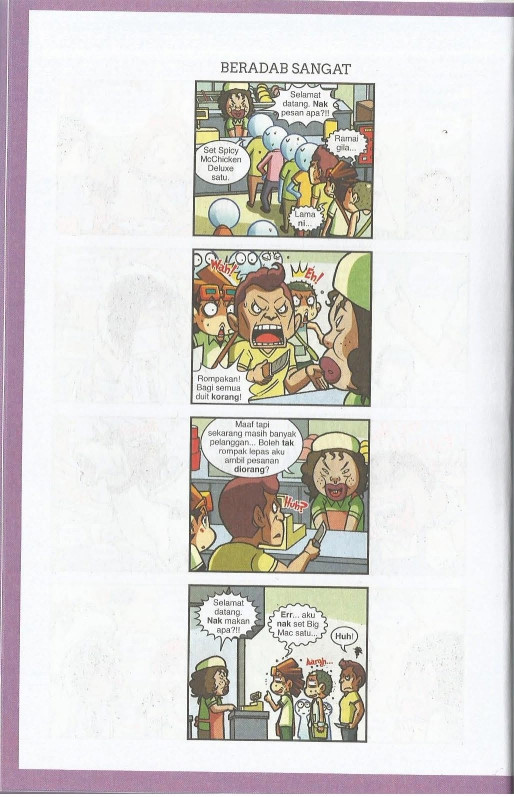 BERADAB SANGAT
Selamat
datang. Nak
pesan apa?!!
Ramai
gila...
Set Spicy
McChicken
Deluxe
satu.
Lama
ni...
Wah!
Eh!
Rompakan!
Bagi semua
duit korang!
Maaf tapi
sekarang masih banyak
pelanggan... Boleh tak
rompak lepas aku
ambil pesanan
diorang?
Huh?
Selamat
datang.
Nak makan
apa?!!
Err... aku
nak set Big
Mac satu...
Huh!
Aargh...